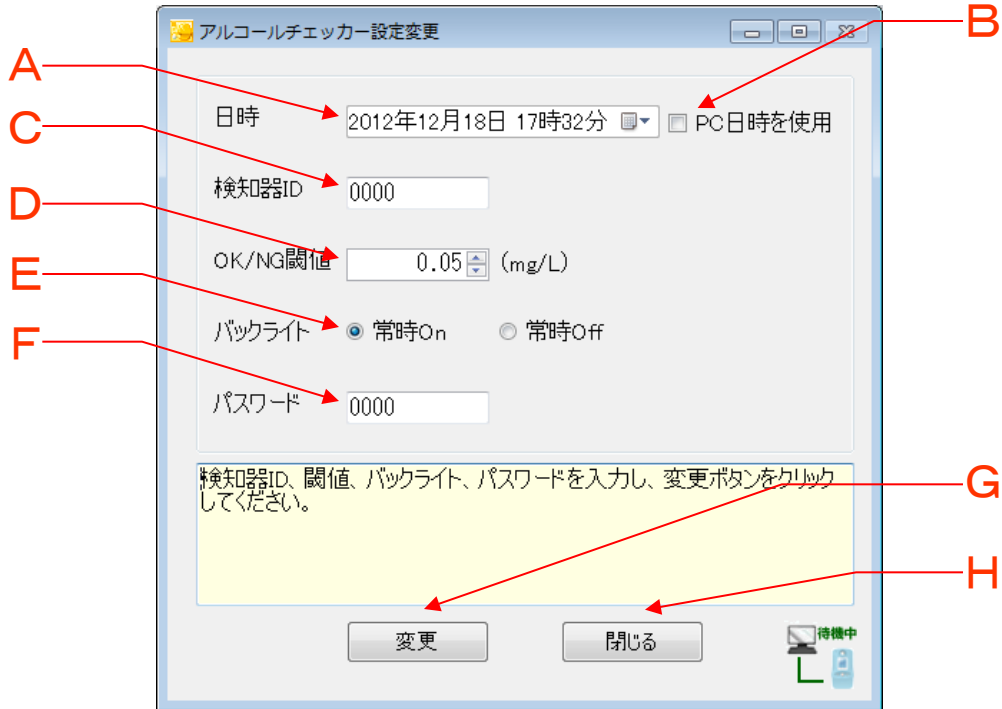 アルコールチェッカー設定変更
B
A
日時 2012年12月18日 17時32分 PC日時を使用
C
検知器ID 0000
D
OK/NG閾値 0.05 (mg/L)
E
バックライト 常時On 常時Off
F
パスワード 0000
検知器ID、閾値、バックライト、パスワードを入力し、変更ボタンをクリック
してください。
G
H
変更 閉じる 待機中